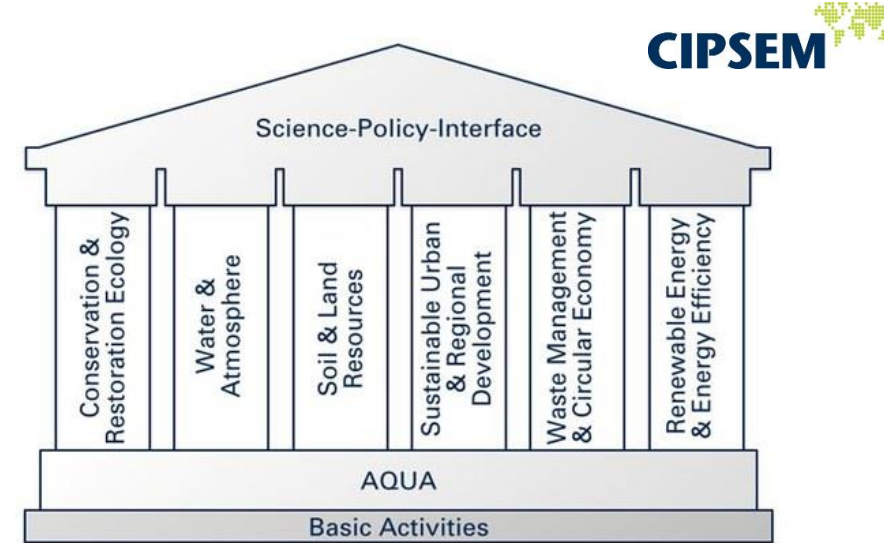 CIPSEM
Science-Policy-Interface
Conservation &
Restoration Ecology
Water &
Atmosphere
Soil & Land
Resources
Sustainable Urban
& Regional
Development
Waste Management
& Circular Economy
Renewable Energy
& Energy Efficiency
AQUA
Basic Activities